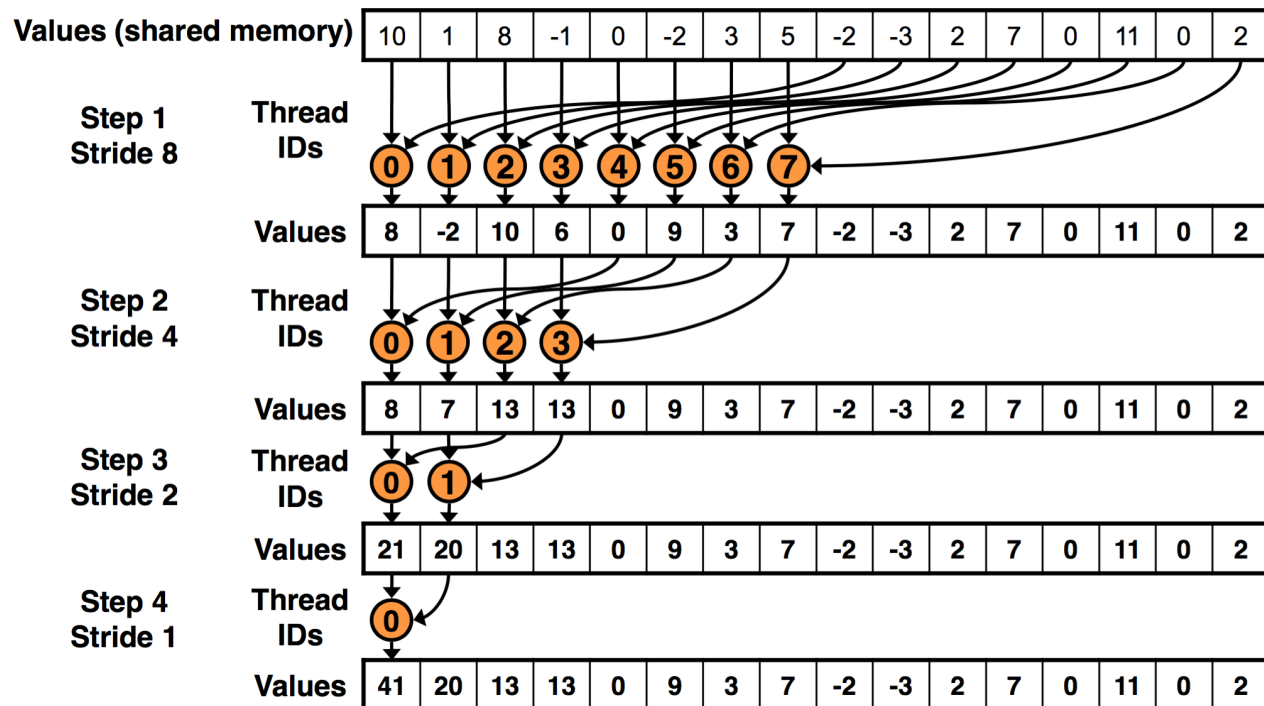 Values (shared memory) 10 1 8 -1 0 -2 3 5 -2 -3 2 7 0 11 0 2
Step 1 Thread
Stride 8 IDs
0 1 2 3 4 5 6 7
Values 8 -2 10 6 0 9 3 7 -2 -3 2 7 0 11 0 2
Step 2 Thread
Stride 4 IDs
0 1 2 3
Values 8 7 13 13 0 9 3 7 -2 -3 2 7 0 11 0 2
Step 3 Thread
Stride 2 IDs
0 1
Values 21 20 13 13 0 9 3 7 -2 -3 2 7 0 11 0 2
Step 4 Thread
Stride 1 IDs
0
Values 41 20 13 13 0 9 3 7 -2 -3 2 7 0 11 0 2